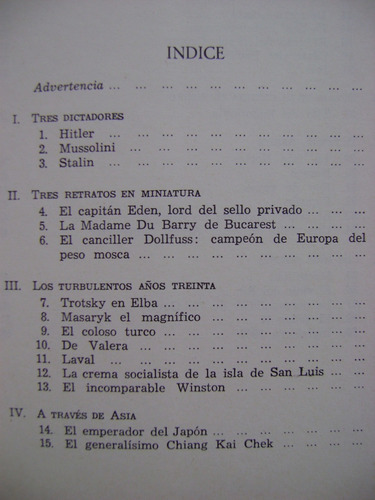 INDICE
Advertencia ... ... ... ... ... ... ... ... ... ... ...
I. TRES DICTADORES
1. Hitler ... ... ... ... ... ... ... ... ... ...
2. Mussolini ... ... ... ... ... ... ... ... ...
3. Stalin ... ... ... ... ... ... ... ... ... ...
II. TRES RETRATOS EN MINIATURA
4. El capitán Eden, lord del sello privado ... ... ...
5. La Madame Du Barry de Bucarest ... ... ... ...
6. El canciller Dollfuss: campeón de Europa del
peso mosca ... ... ... ... ... ... ... ... ...
III. LOS TURBULENTOS AÑOS TREINTA
7. Trotsky en Elba ... ... ... ... ... ... ... ...
8. Masaryk el magnífico ... ... ... ... ... ... ...
9. El coloso turco ... ... ... ... ... ... ... ...
10. De Valera ... ... ... ... ... ... ... ... ...
11. Laval ... ... ... ... ... ... ... ... ... ...
12. La crema socialista de la isla de San Luis ... ...
13. El incomparable Winston ... ... ... ... ... ...
IV. A TRAVÉS DE ASIA
14. El emperador del Japón ... ... ... ... ... ...
15. El generalísimo Chiang Kai Chek ... ... ... ...